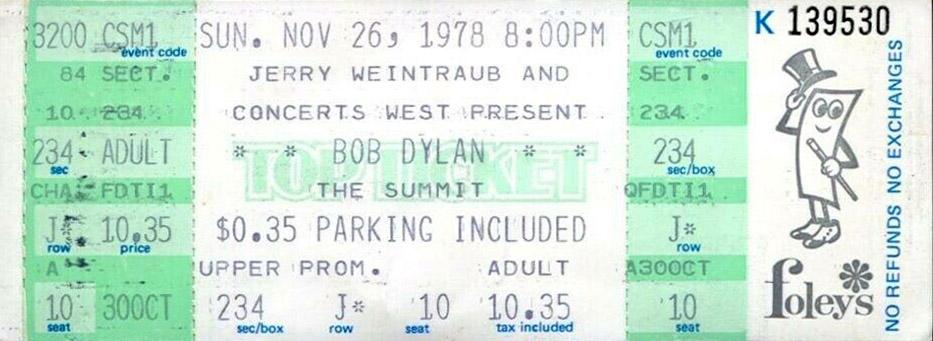 3200 CSM1
event code
84 SECT.
10 234
234 ADULT
sec
CHA FDTI1
J* 10.35
row price
A
10 300CT
seat
SUN. NOV 26, 1978 8:00PM
JERRY WEINTRAUB AND
CONCERTS WEST PRESENT
* * BOB DYLAN * *
TOP TICKET
THE SUMMIT
$0.35 PARKING INCLUDED
UPPER PROM. ADULT
234 J* 10 10.35
sec/box row seat tax included
CSM1
event code
SECT.
234
234
sec/box
QFDTI1
J*
row
A300CT
10
seat
K 139530
foleys
NO REFUNDS NO EXCHANGES